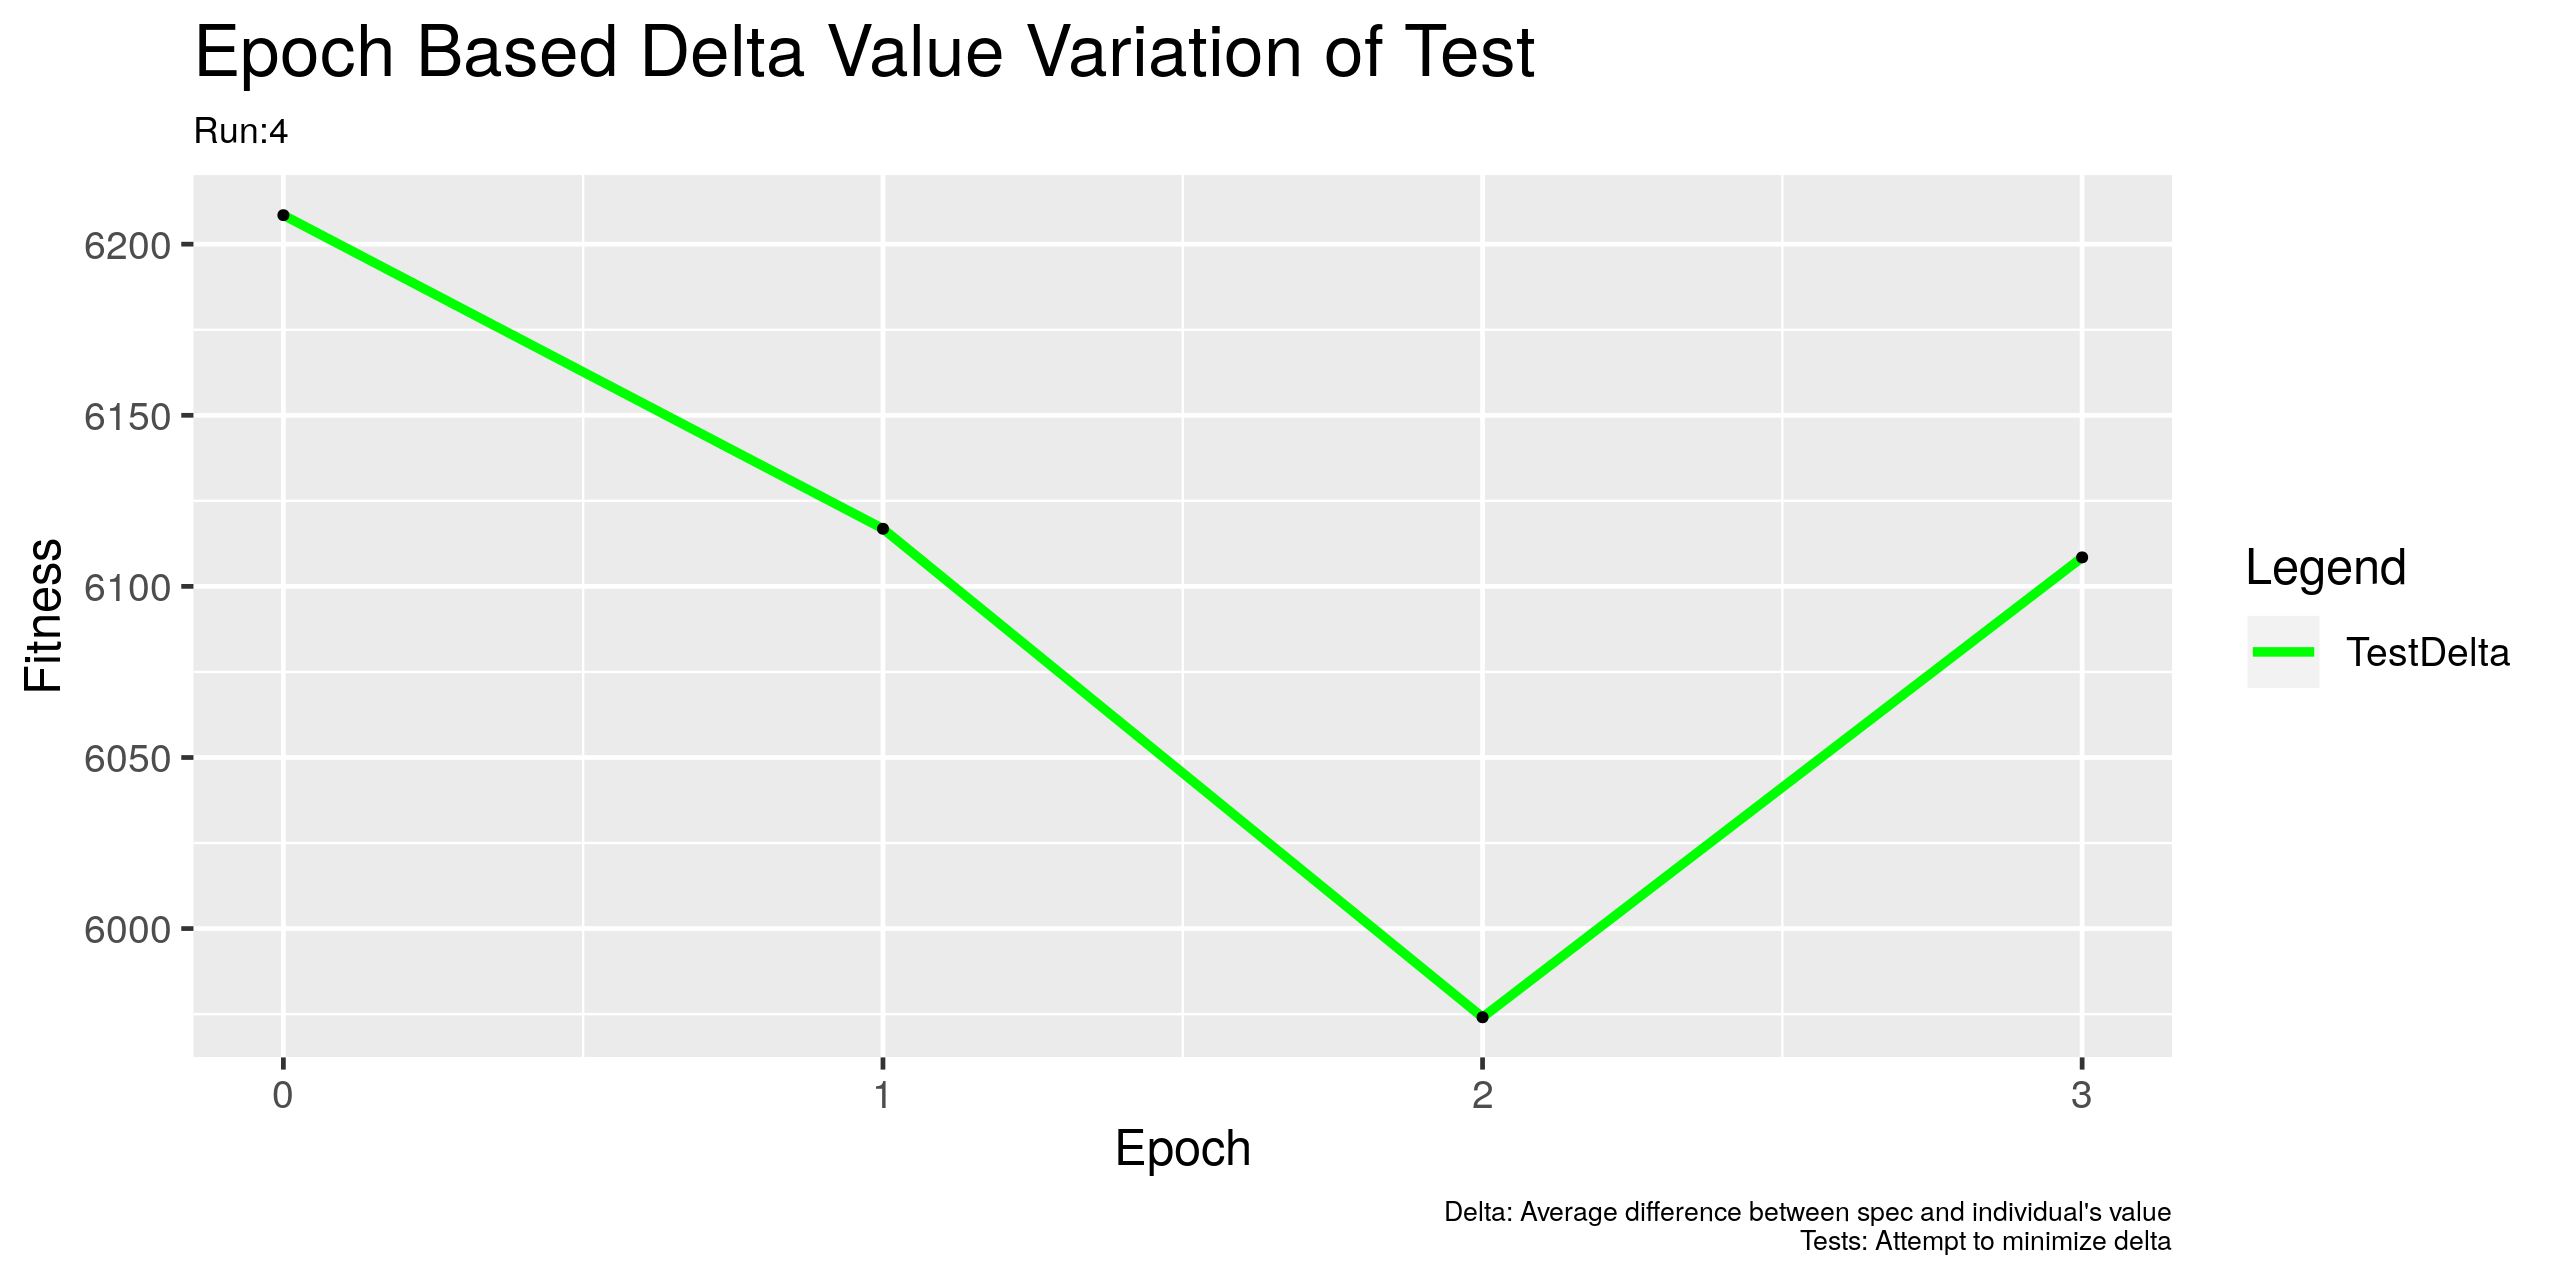 Epoch Based Delta Value Variation of Test
Run:4
Fitness
6200
6150
6100
6050
6000
0
1
2
3
Epoch
Legend
TestDelta
Delta: Average difference between spec and individual's value
Tests: Attempt to minimize delta